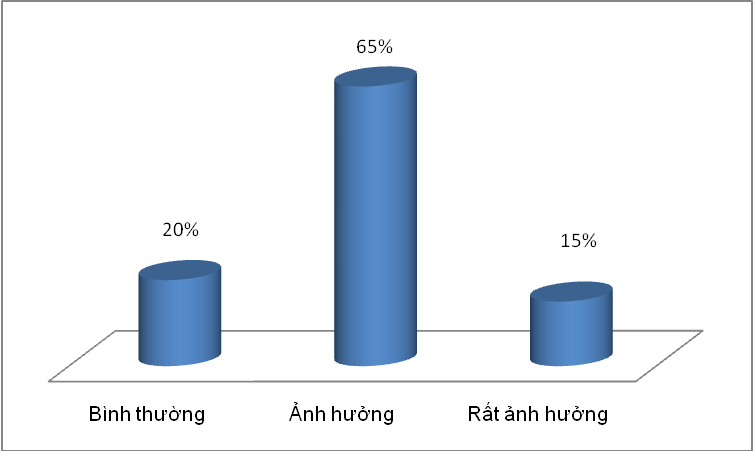 65%
20%
15%
Bình thường
Ảnh hưởng
Rất ảnh hưởng